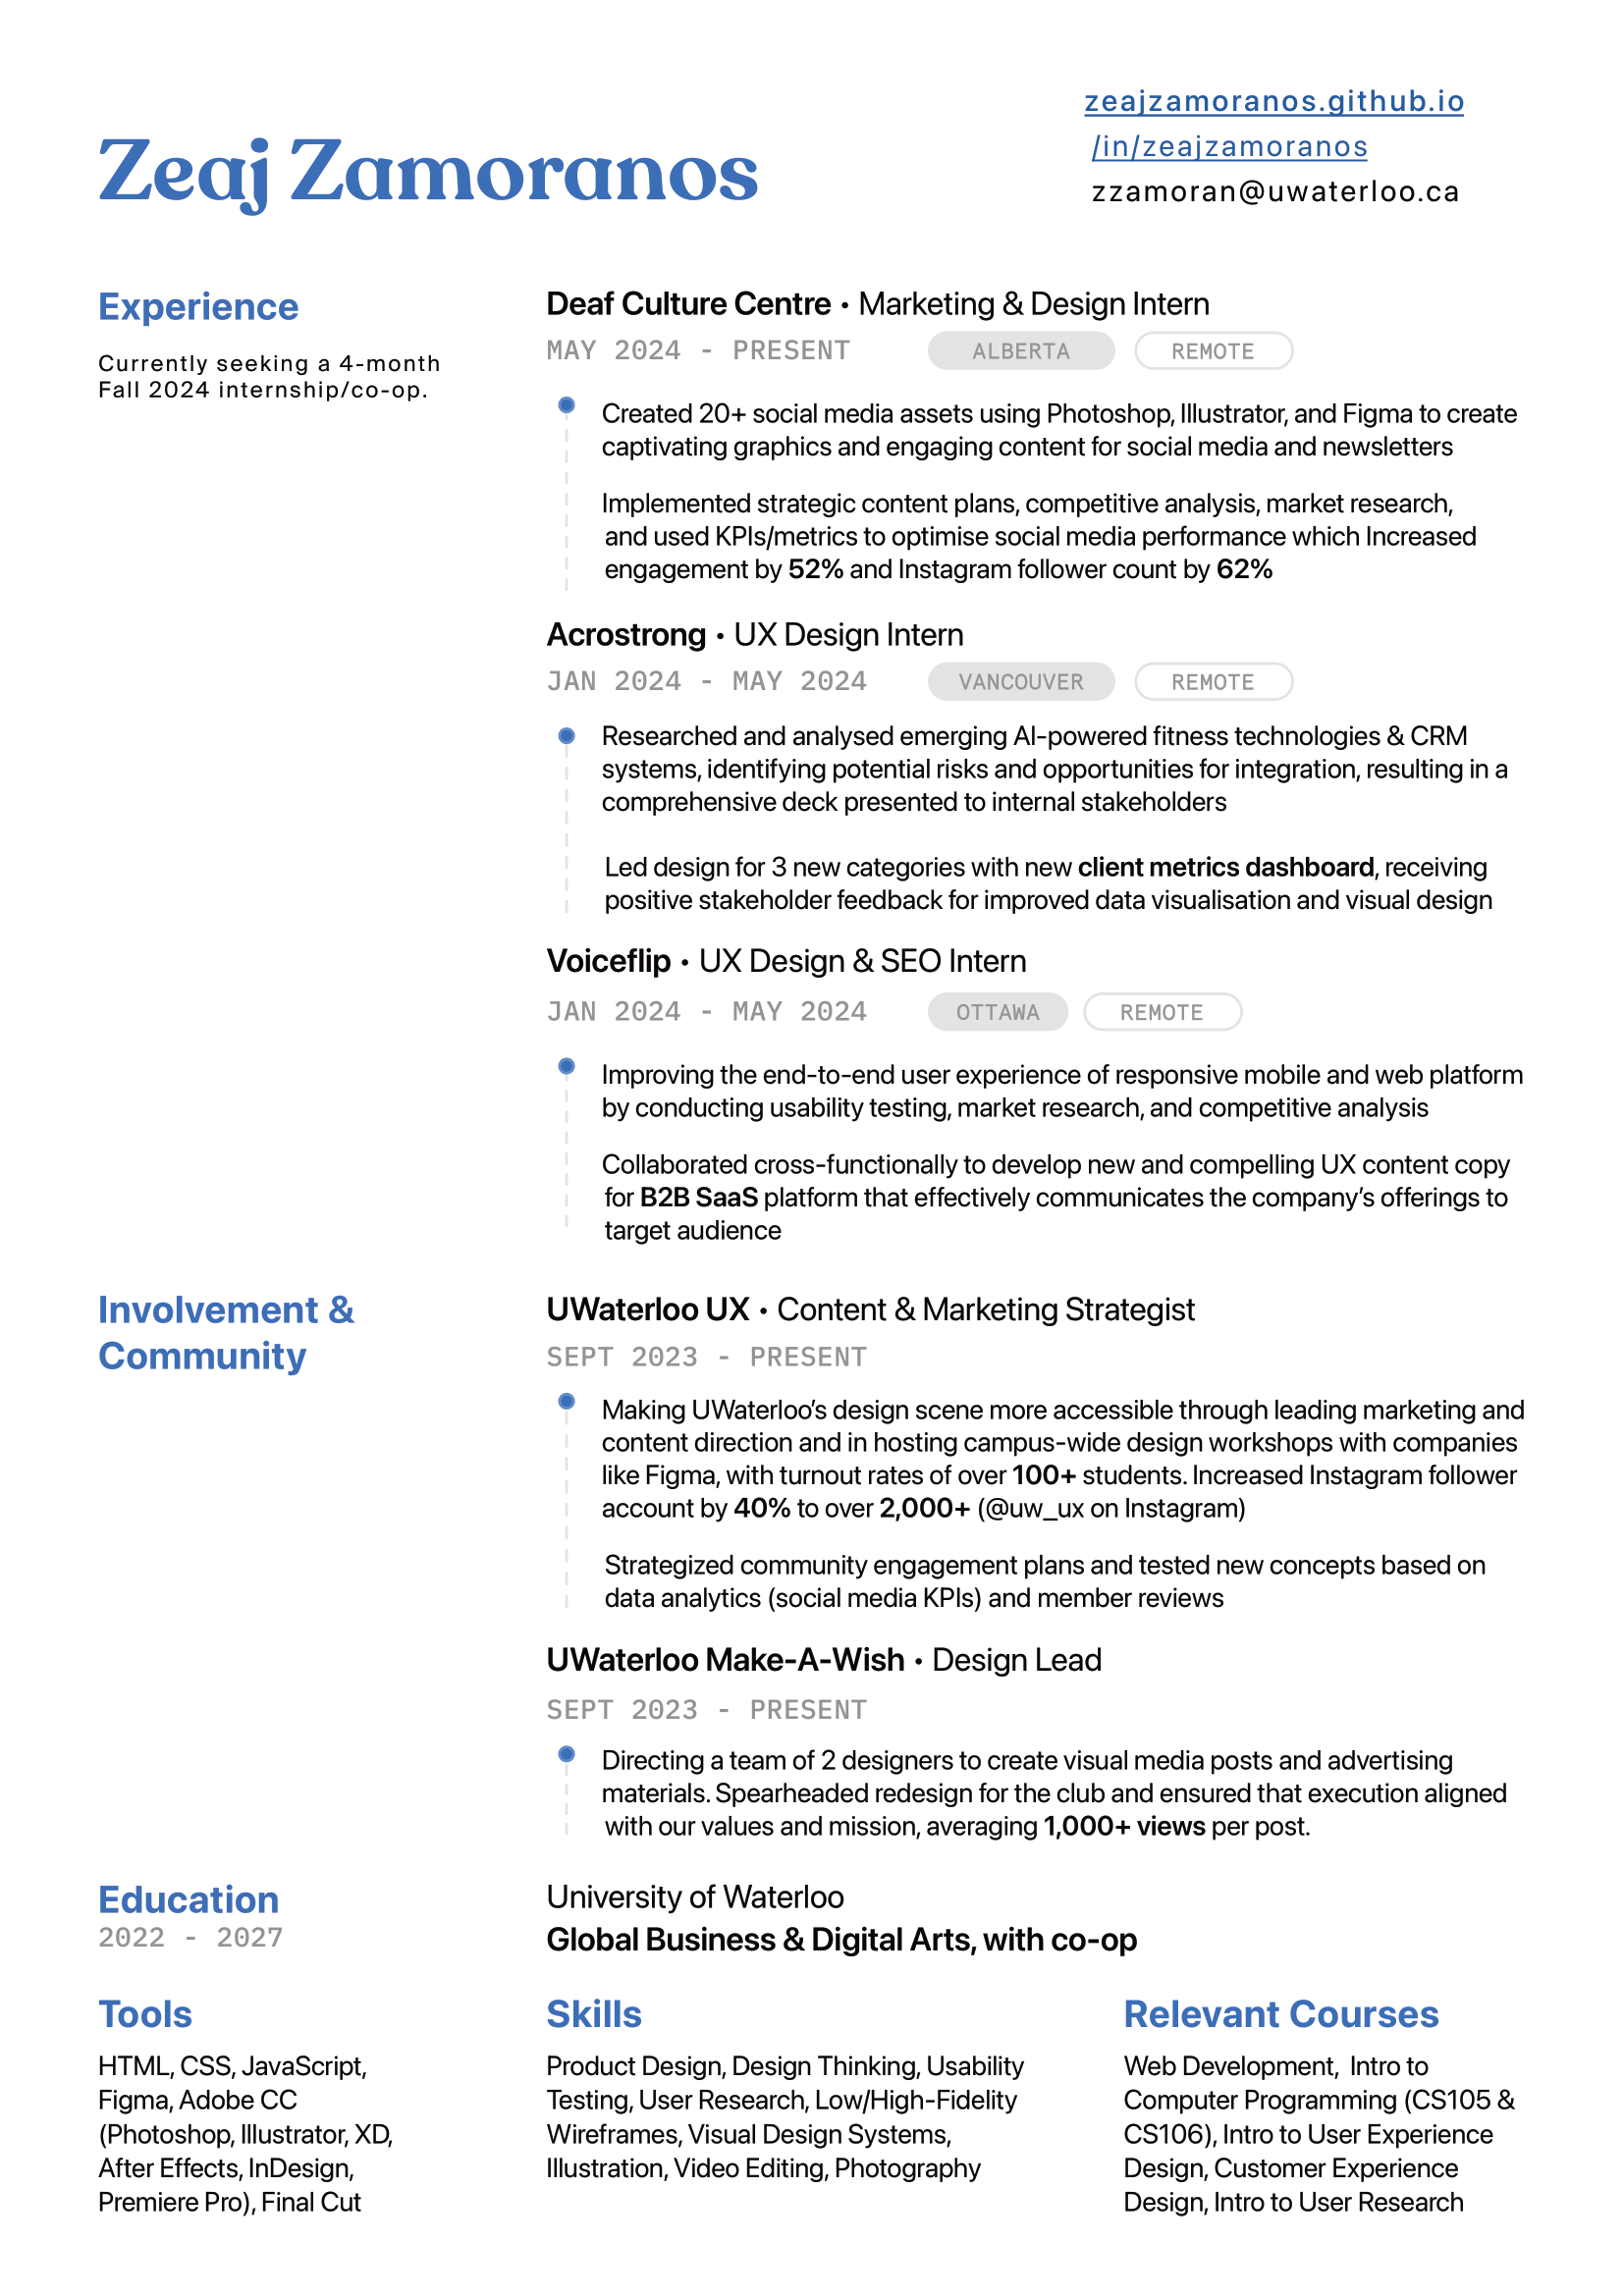 Zeaj Zamoranos
zeajzamoranos.github.io
/in/zeajzamoranos
zzamoran@uwaterloo.ca
Experience
Currently seeking a 4-month
Fall 2024 internship/co-op.
Deaf Culture Centre • Marketing & Design Intern
MAY 2024 - PRESENT ALBERTA REMOTE
Created 20+ social media assets using Photoshop, Illustrator, and Figma to create
captivating graphics and engaging content for social media and newsletters
Implemented strategic content plans, competitive analysis, market research,
and used KPIs/metrics to optimise social media performance which Increased
engagement by 52% and Instagram follower count by 62%
Acrostrong • UX Design Intern
JAN 2024 - MAY 2024 VANCOUVER REMOTE
Researched and analysed emerging AI-powered fitness technologies & CRM
systems, identifying potential risks and opportunities for integration, resulting in a
comprehensive deck presented to internal stakeholders
Led design for 3 new categories with new client metrics dashboard, receiving
positive stakeholder feedback for improved data visualisation and visual design
Voiceflip • UX Design & SEO Intern
JAN 2024 - MAY 2024 OTTAWA REMOTE
Improving the end-to-end user experience of responsive mobile and web platform
by conducting usability testing, market research, and competitive analysis
Collaborated cross-functionally to develop new and compelling UX content copy
for B2B SaaS platform that effectively communicates the company’s offerings to
target audience
Involvement &
Community
UWaterloo UX • Content & Marketing Strategist
SEPT 2023 - PRESENT
Making UWaterloo’s design scene more accessible through leading marketing and
content direction and in hosting campus-wide design workshops with companies
like Figma, with turnout rates of over 100+ students. Increased Instagram follower
account by 40% to over 2,000+ (@uw_ux on Instagram)
Strategized community engagement plans and tested new concepts based on
data analytics (social media KPIs) and member reviews
UWaterloo Make-A-Wish • Design Lead
SEPT 2023 - PRESENT
Directing a team of 2 designers to create visual media posts and advertising
materials. Spearheaded redesign for the club and ensured that execution aligned
with our values and mission, averaging 1,000+ views per post.
Education
2022 - 2027
University of Waterloo
Global Business & Digital Arts, with co-op
Tools
HTML, CSS, JavaScript,
Figma, Adobe CC
(Photoshop, Illustrator, XD,
After Effects, InDesign,
Premiere Pro), Final Cut
Skills
Product Design, Design Thinking, Usability
Testing, User Research, Low/High-Fidelity
Wireframes, Visual Design Systems,
Illustration, Video Editing, Photography
Relevant Courses
Web Development, Intro to
Computer Programming (CS105 &
CS106), Intro to User Experience
Design, Customer Experience
Design, Intro to User Research